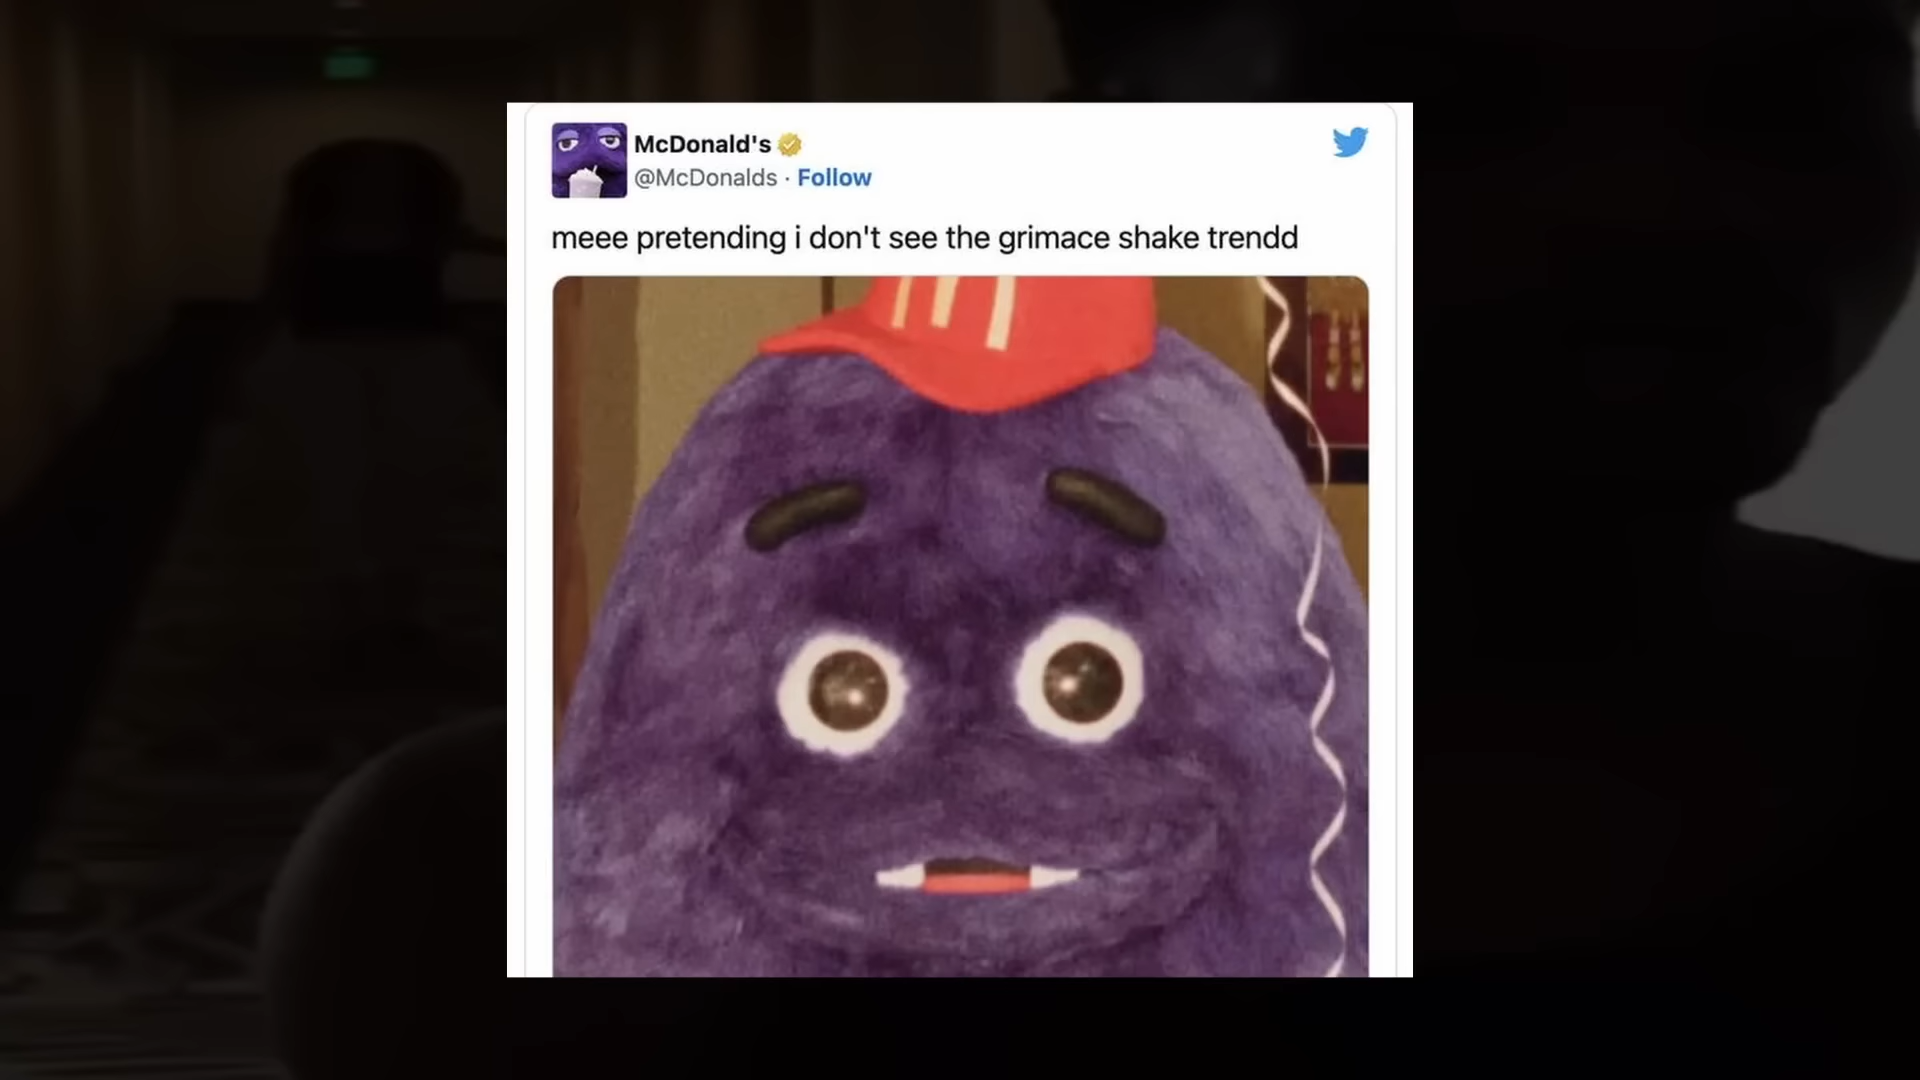 McDonald's
@McDonalds · Follow
meee pretending i don't see the grimace shake trendd